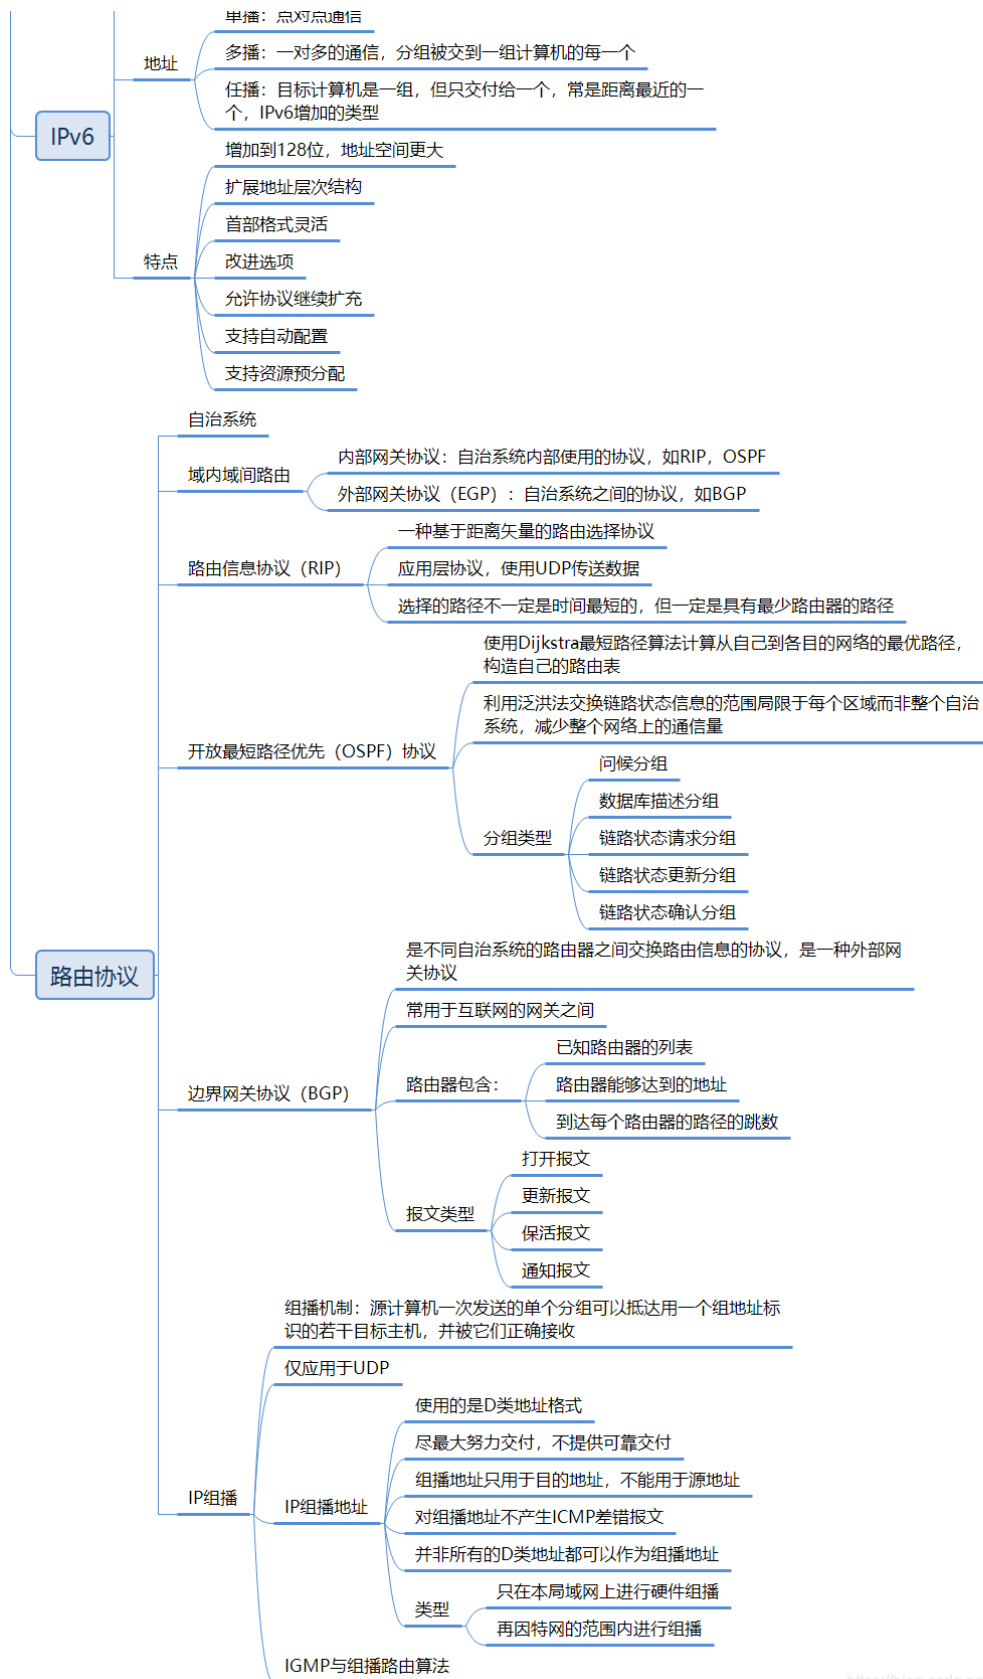 单播：点对点通信
地址
多播：一对多的通信，分组被交到一组计算机的每一个
任播：目标计算机是一组，但只交付给一个，常是距离最近的一
个，IPv6增加的类型
IPv6
增加到128位，地址空间更大
扩展地址层次结构
首部格式灵活
特点
改进选项
允许协议继续扩充
支持自动配置
支持资源预分配
自治系统
域内域间路由
内部网关协议：自治系统内部使用的协议，如RIP，OSPF
外部网关协议（EGP）：自治系统之间的协议，如BGP
一种基于距离矢量的路由选择协议
路由信息协议（RIP）
应用层协议，使用UDP传送数据
选择的路径不一定是时间最短的，但一定是具有最少路由器的路径
使用Dijkstra最短路径算法计算从自己到各目的网络的最优路径，
构造自己的路由表
利用泛洪法交换链路状态信息的范围局限于每个区域而非整个自治
系统，减少整个网络上的通信量
开放最短路径优先（OSPF）协议
问候分组
数据库描述分组
分组类型
链路状态请求分组
链路状态更新分组
链路状态确认分组
路由协议
是不同自治系统的路由器之间交换路由信息的协议，是一种外部网
关协议
常用于互联网的网关之间
已知路由器的列表
路由器包含：
路由器能够达到的地址
边界网关协议（BGP）
到达每个路由器的路径的跳数
打开报文
更新报文
报文类型
保活报文
通知报文
组播机制：源计算机一次发送的单个分组可以抵达用一个组地址标
识的若干目标主机，并被它们正确接收
仅应用于UDP
使用的是D类地址格式
尽最大努力交付，不提供可靠交付
组播地址只用于目的地址，不能用于源地址
IP组播
IP组播地址
对组播地址不产生ICMP差错报文
并非所有的D类地址都可以作为组播地址
只在本局域网上进行硬件组播
类型
再因特网的范围内进行组播
IGMP与组播路由算法